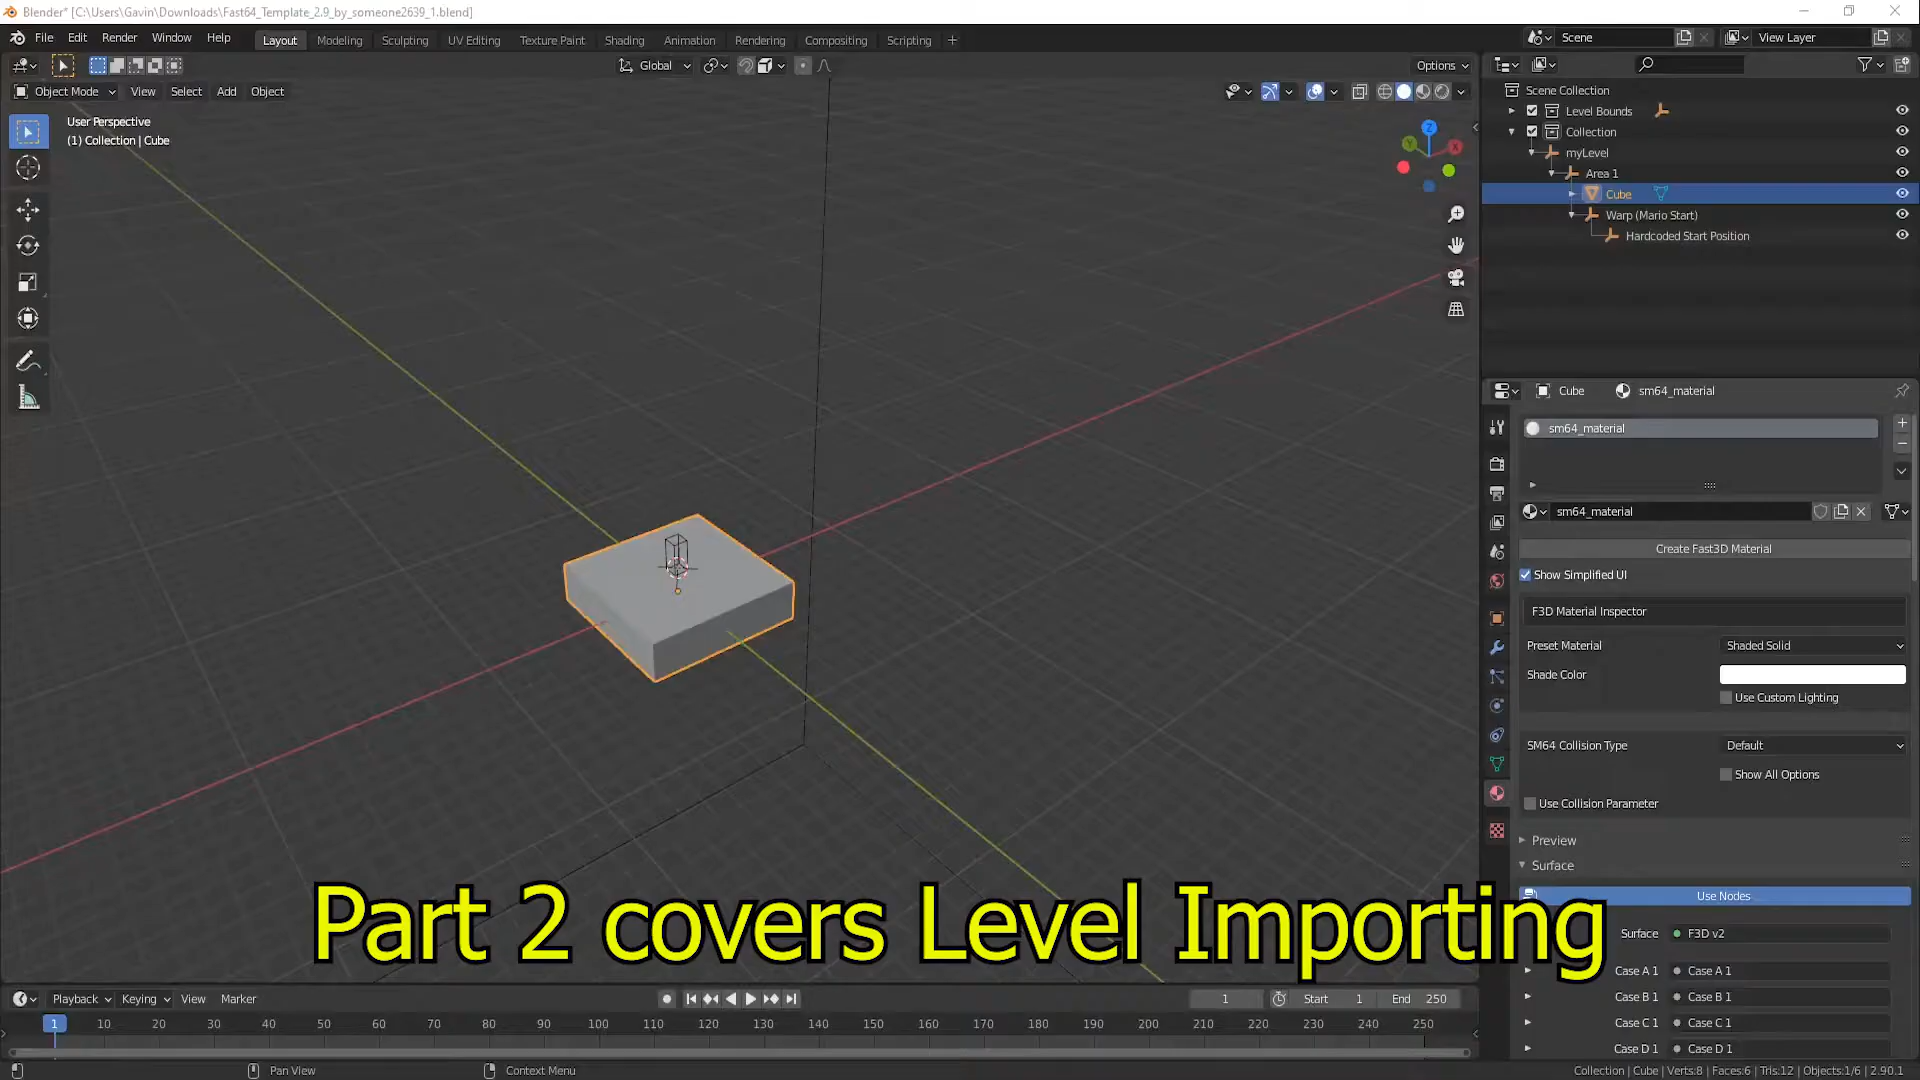 Blender* [C:\Users\Gavin\Downloads\Fast64_Template_2.9_by_someone2639_1.blend]
File Edit Render Window Help Layout Modeling Sculpting UV Editing Texture Paint Shading Animation Rendering Compositing Scripting Scene View Layer
Global Options
Object Mode View Select Add Object
User Perspective
(1) Collection | Cube
Z
Y
X
Scene Collection
Level Bounds
Collection
myLevel
Area 1
Cube
Warp (Mario Start)
Hardcoded Start Position
Cube sm64_material
sm64_material
sm64_material
Create Fast3D Material
Show Simplified UI
F3D Material Inspector
Preset Material Shaded Solid
Shade Color
Use Custom Lighting
SM64 Collision Type Default
Show All Options
Use Collision Parameter
Preview
Surface
Use Nodes
Surface F3D v2
Case A 1 Case A 1
Case B 1 Case B 1
Case C 1 Case C 1
Case D 1 Case D 1
Part 2 covers Level Importing
Playback Keying View Marker 1 Start 1 End 250
1 10 20 30 40 50 60 70 80 90 100 110 120 130 140 150 160 170 180 190 200 210 220 230 240 250
Pan View Context Menu Collection | Cube | Verts:8 | Faces:6 | Tris:12 | Objects:1/6 | 2.90.1